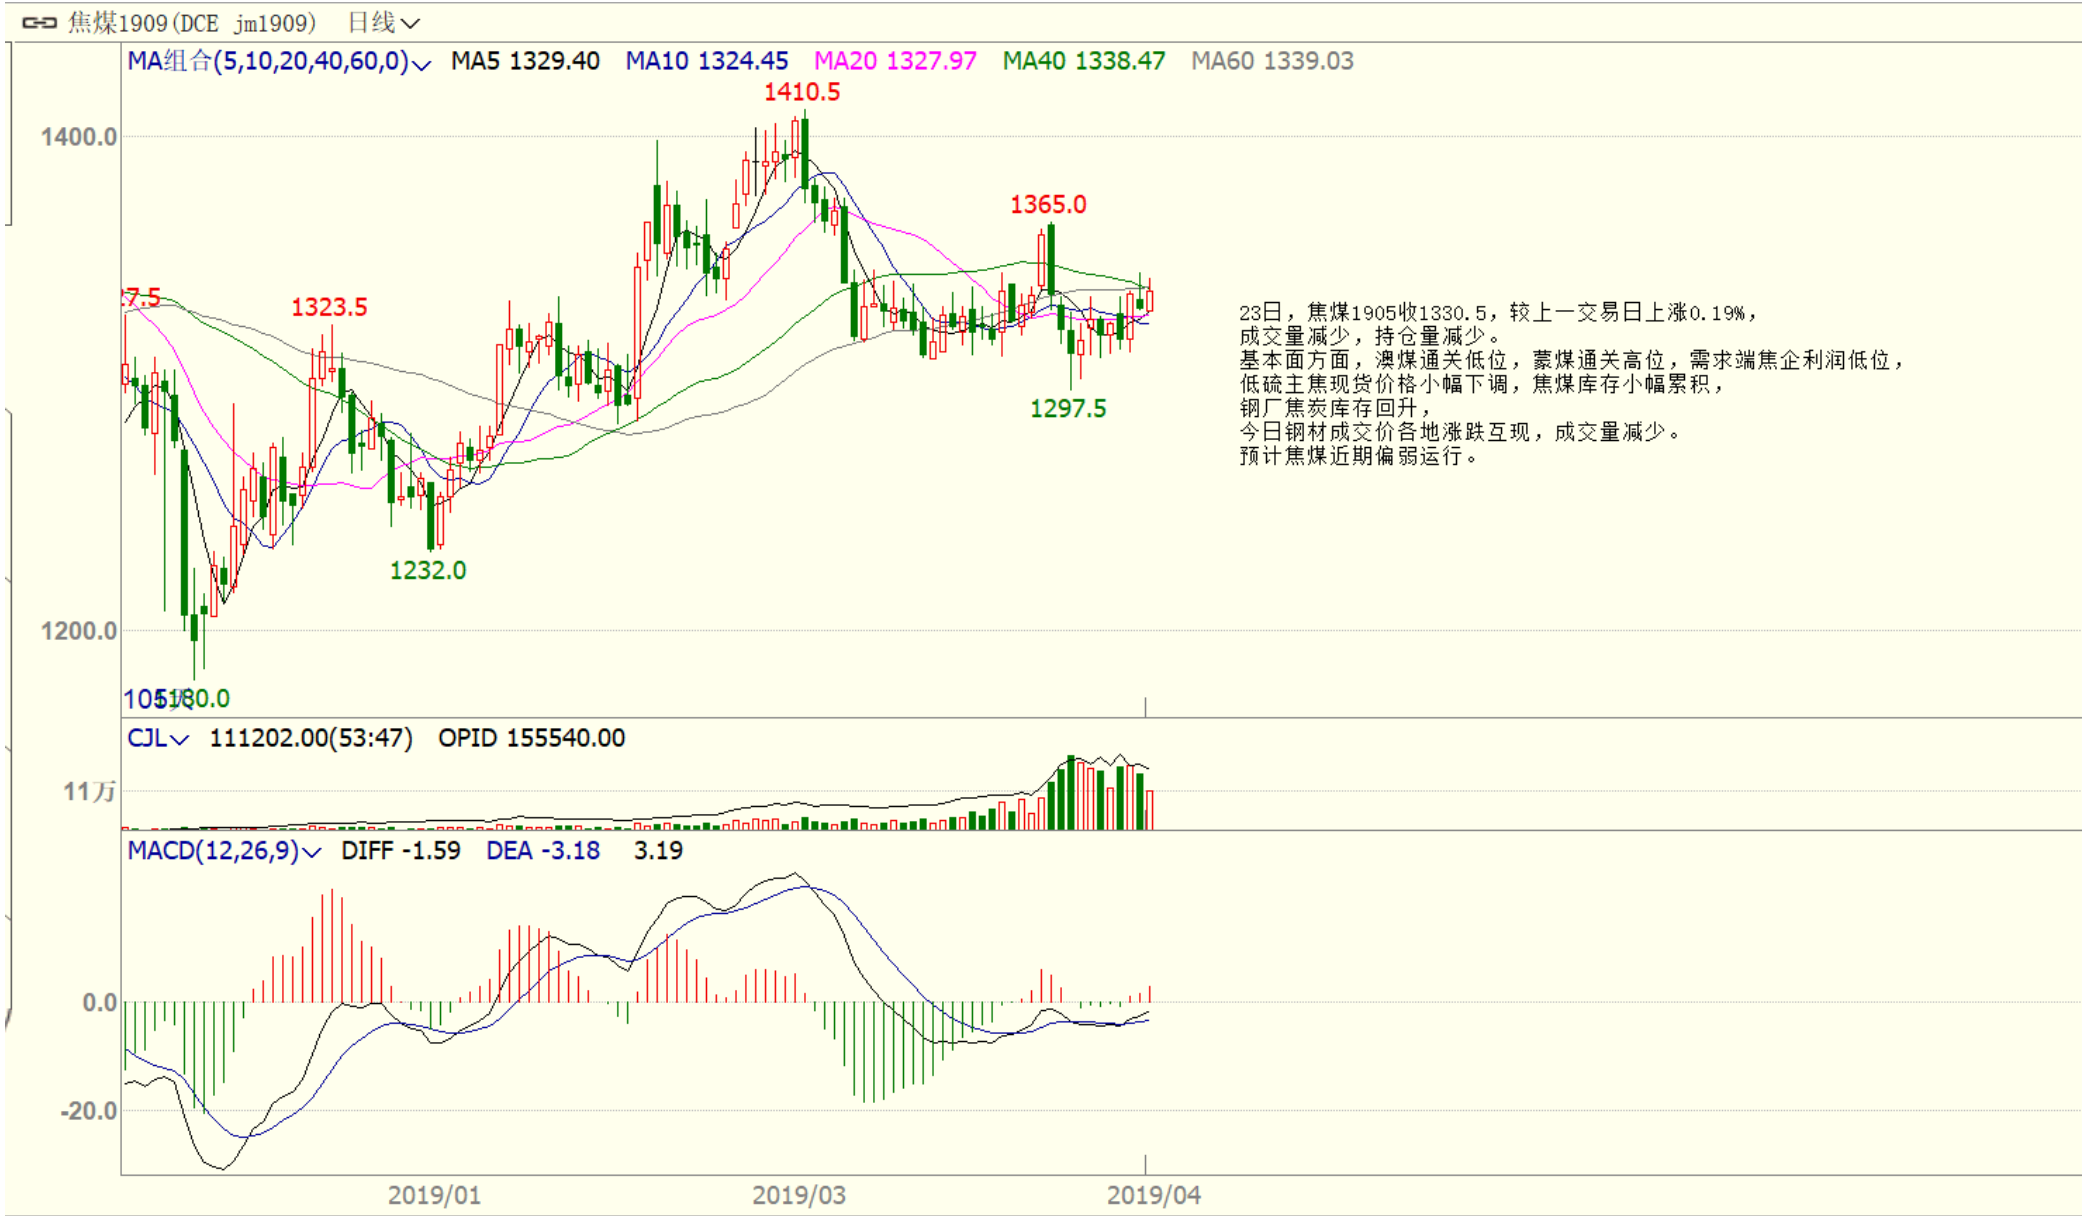 焦煤1909(DCE jm1909) 日线
MA组合(5,10,20,40,60,0) MA5 1329.40 MA10 1324.45 MA20 1327.97 MA40 1338.47 MA60 1339.03
1410.5
1400.0
1365.0
7.5
1323.5
23日，焦煤1905收1330.5，较上一交易日上涨0.19%，
成交量减少，持仓量减少。
基本面方面，澳煤通关低位，蒙煤通关高位，需求端焦企利润低位，
低硫主焦现货价格小幅下调，焦煤库存小幅累积，
钢厂焦炭库存回升，
今日钢材成交价各地涨跌互现，成交量减少。
预计焦煤近期偏弱运行。
1297.5
1232.0
1200.0
CJL 111202.00(53:47) OPID 155540.00
11万
MACD(12,26,9) DIFF -1.59 DEA -3.18 3.19
0.0
-20.0
2019/01 2019/03 2019/04